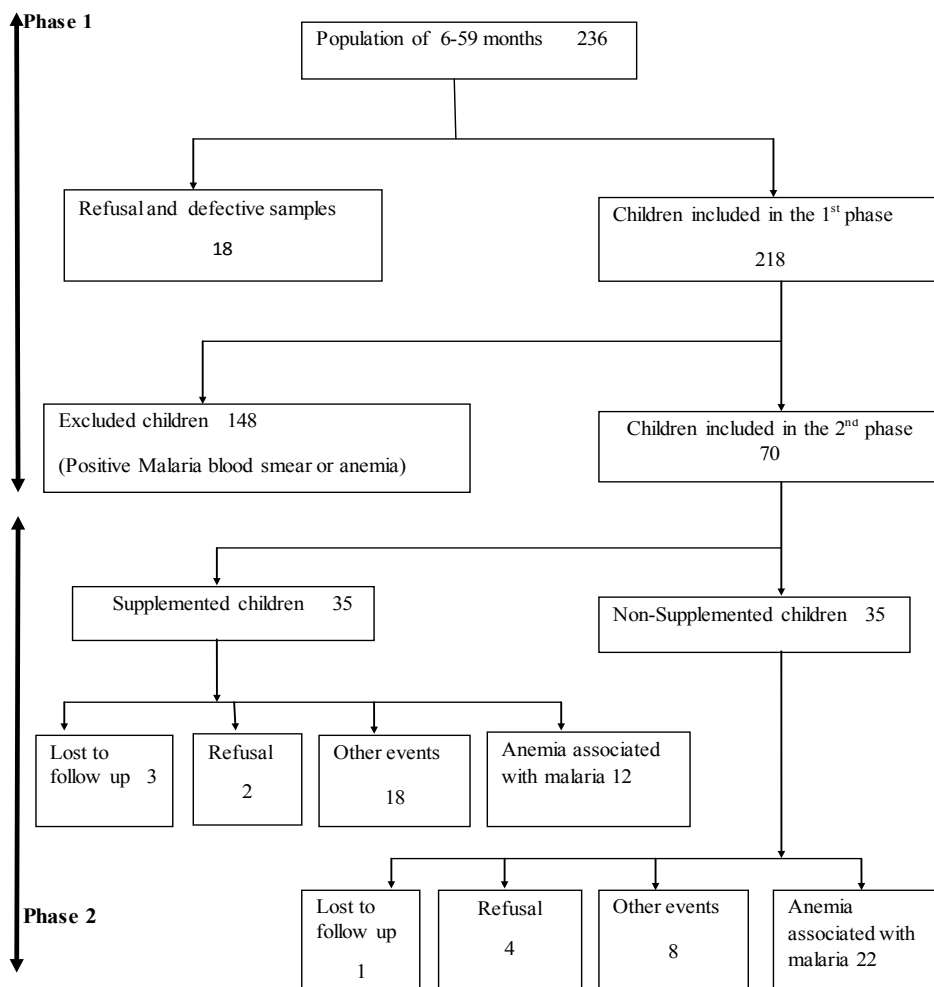 Phase 1
Population of 6-59 months 236
Refusal and defective samples
18
Children included in the 1st phase
218
Excluded children 148
(Positive Malaria blood smear or anemia)
Children included in the 2nd phase
70
Supplemented children 35
Non-Supplemented children 35
Lost to
follow up 3
Refusal
2
Other events
18
Anemia associated
with malaria 12
Phase 2
Lost to
follow up
1
Refusal
4
Other events
8
Anemia
associated with
malaria 22